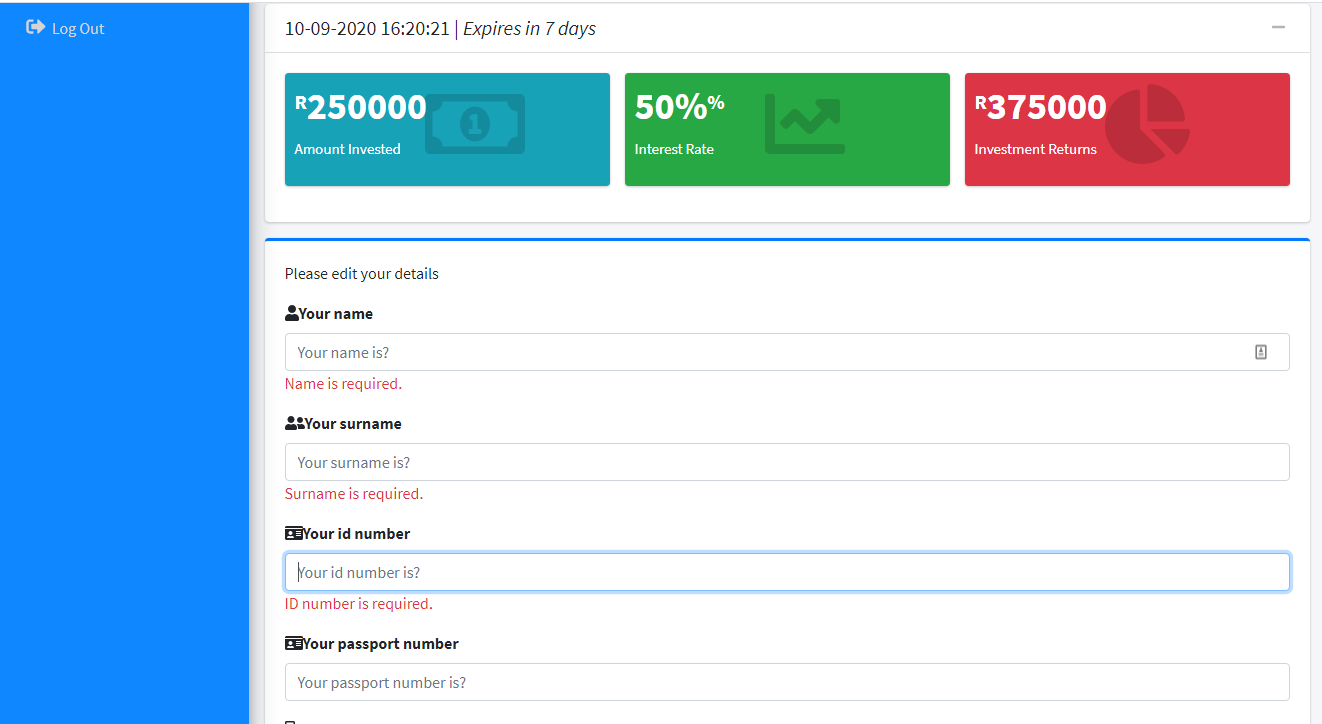 Log Out
10-09-2020 16:20:21 | Expires in 7 days
R250000
1
Amount Invested
50%%
Interest Rate
R375000
Investment Returns
Please edit your details
Your name
Your name is?
Name is required.
Your surname
Your surname is?
Surname is required.
Your id number
Your id number is?
ID number is required.
Your passport number
Your passport number is?